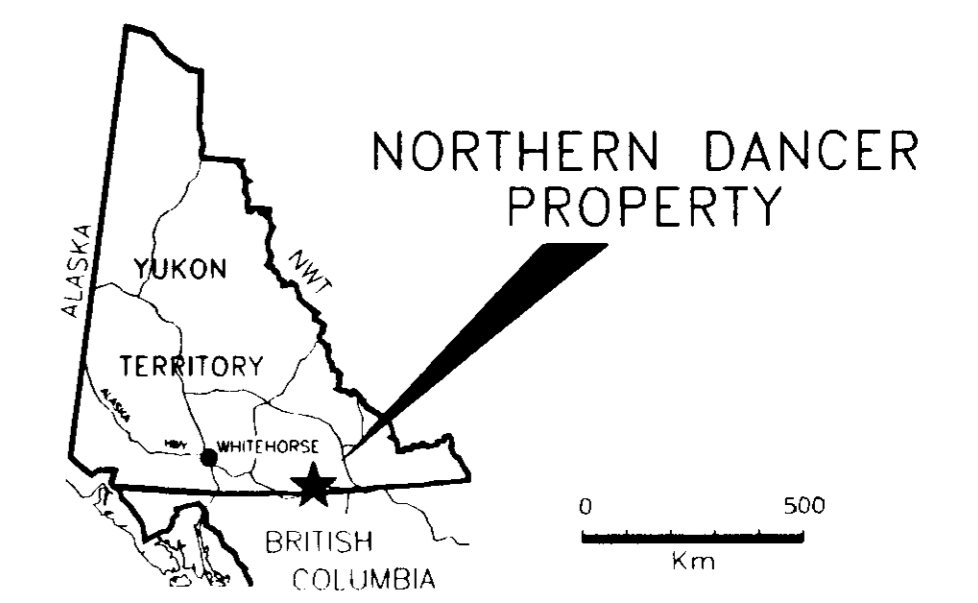 NORTHERN DANCER
PROPERTY
ALASKA
YUKON
NWT
TERRITORY
ALASKA
HWY
WHITEHORSE
BRITISH
COLUMBIA
0 500
Km